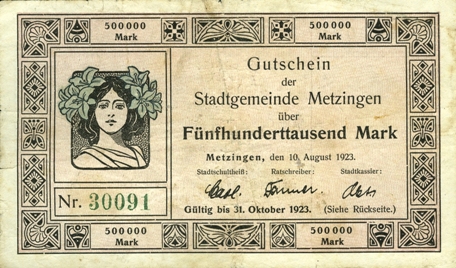 500 000 Mark
500 000 Mark
Gutschein
der
Stadtgemeinde Metzingen
über
Fünfhunderttausend Mark
Metzingen, den 10. August 1923.
Stadtschultheiß: Ratschreiber: Stadtkassier:
Nr. 30091
Gültig bis 31. Oktober 1923. (Siehe Rückseite.)
500 000 Mark
500 000 Mark